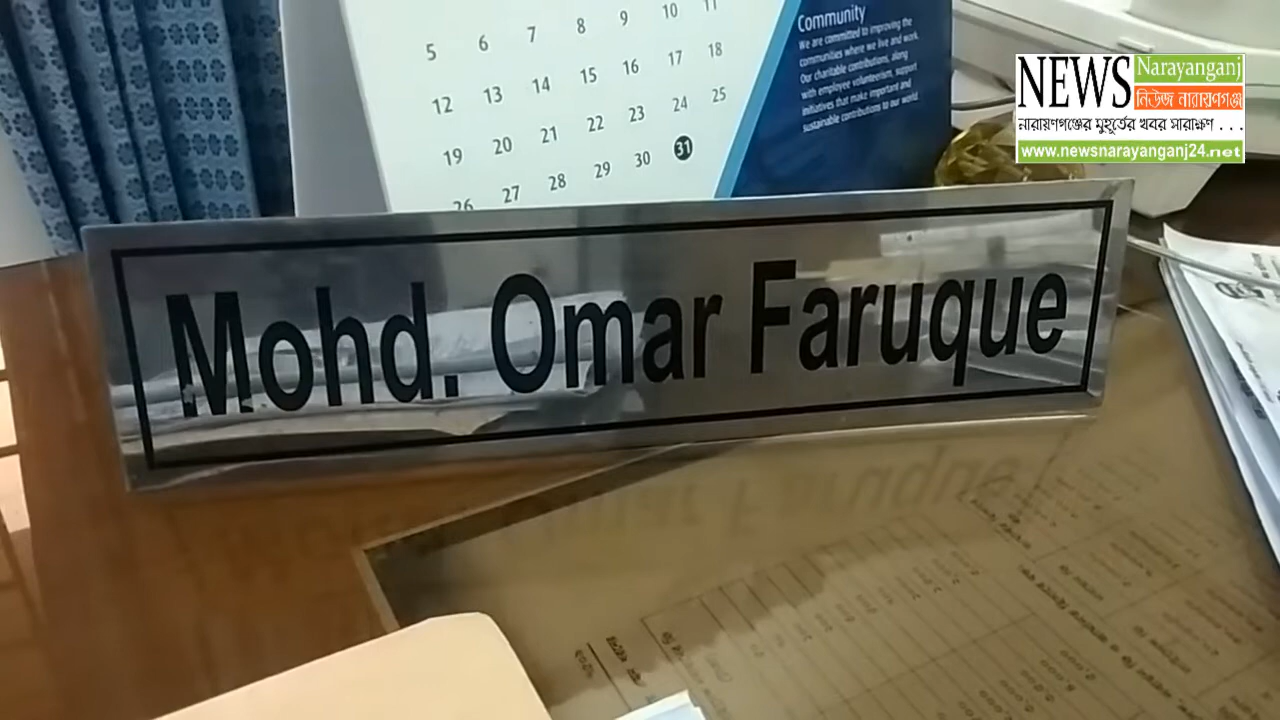 Community
We are committed to improving the
communities where we live and work.
Our charitable contributions, along
with employee volunteerism, support
initiatives that make important and
sustainable contributions to our world
5 6 7 8 9 10 11
12 13 14 15 16 17 18
19 20 21 22 23 24 25
26 27 28 29 30 31
NEWS Narayanganj
নিউজ নারায়ণগঞ্জ
নারায়ণগঞ্জের মুহূর্তের খবর সারাক্ষণ . . .
www.newsnarayanganj24.net
Mohd. Omar Faruque